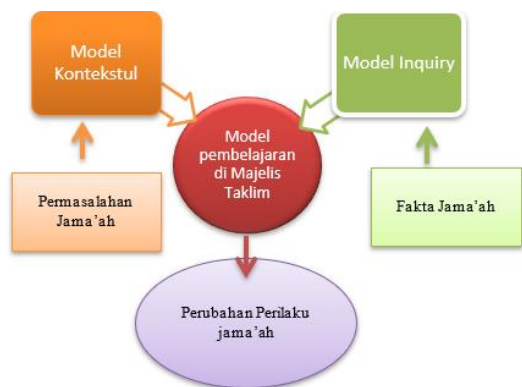 Model
Kontekstul
Model Inquiry
Model
pembelajaran
di Majelis
Taklim
Permasalahan
Jama'ah
Fakta Jama'ah
Perubahan Perilaku
jama'ah